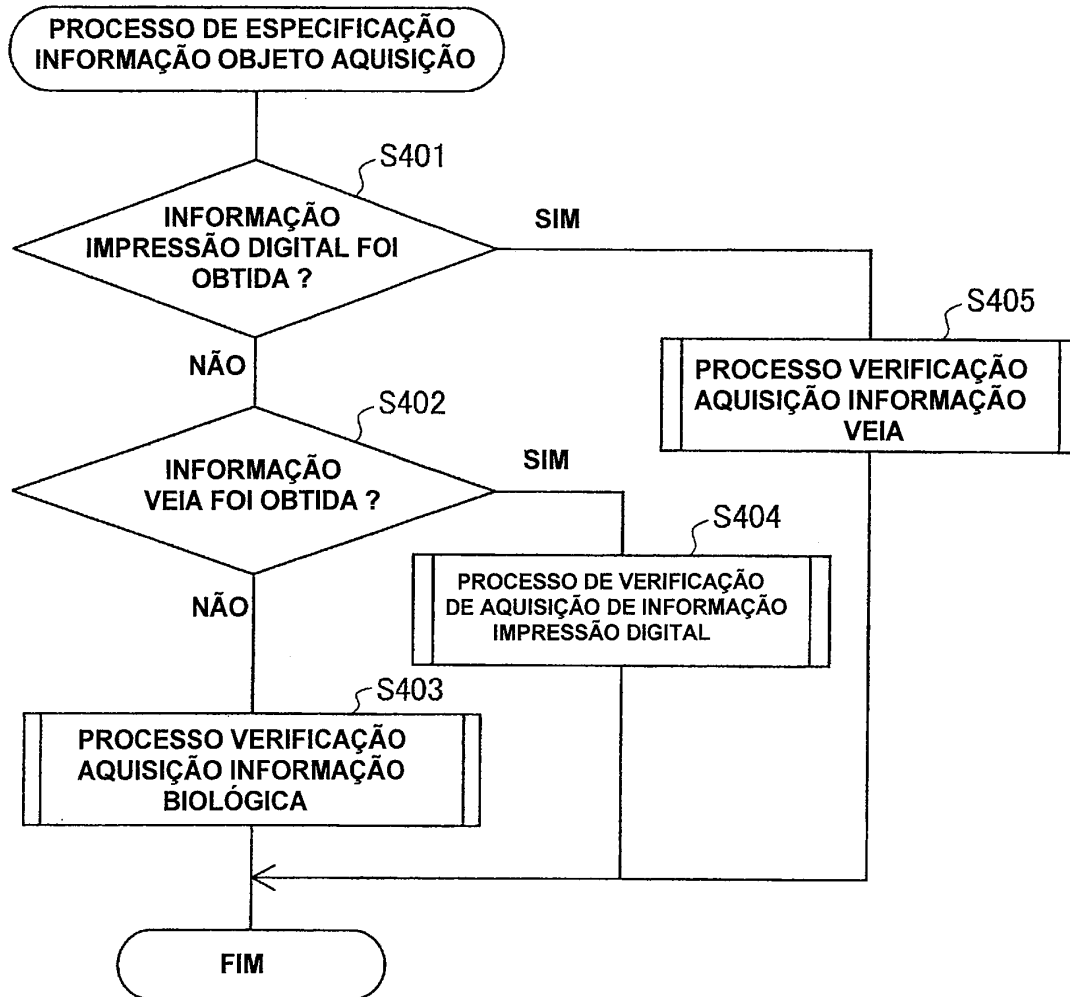 PROCESSO DE ESPECIFICAÇÃO
INFORMAÇÃO OBJETO AQUISIÇÃO
S401
INFORMAÇÃO
IMPRESSÃO DIGITAL FOI
OBTIDA ?
SIM
S405
PROCESSO VERIFICAÇÃO
AQUISIÇÃO INFORMAÇÃO
VEIA
NÃO
S402
INFORMAÇÃO
VEIA FOI OBTIDA ?
SIM
S404
PROCESSO DE VERIFICAÇÃO
DE AQUISIÇÃO DE INFORMAÇÃO
IMPRESSÃO DIGITAL
NÃO
S403
PROCESSO VERIFICAÇÃO
AQUISIÇÃO INFORMAÇÃO
BIOLÓGICA
FIM